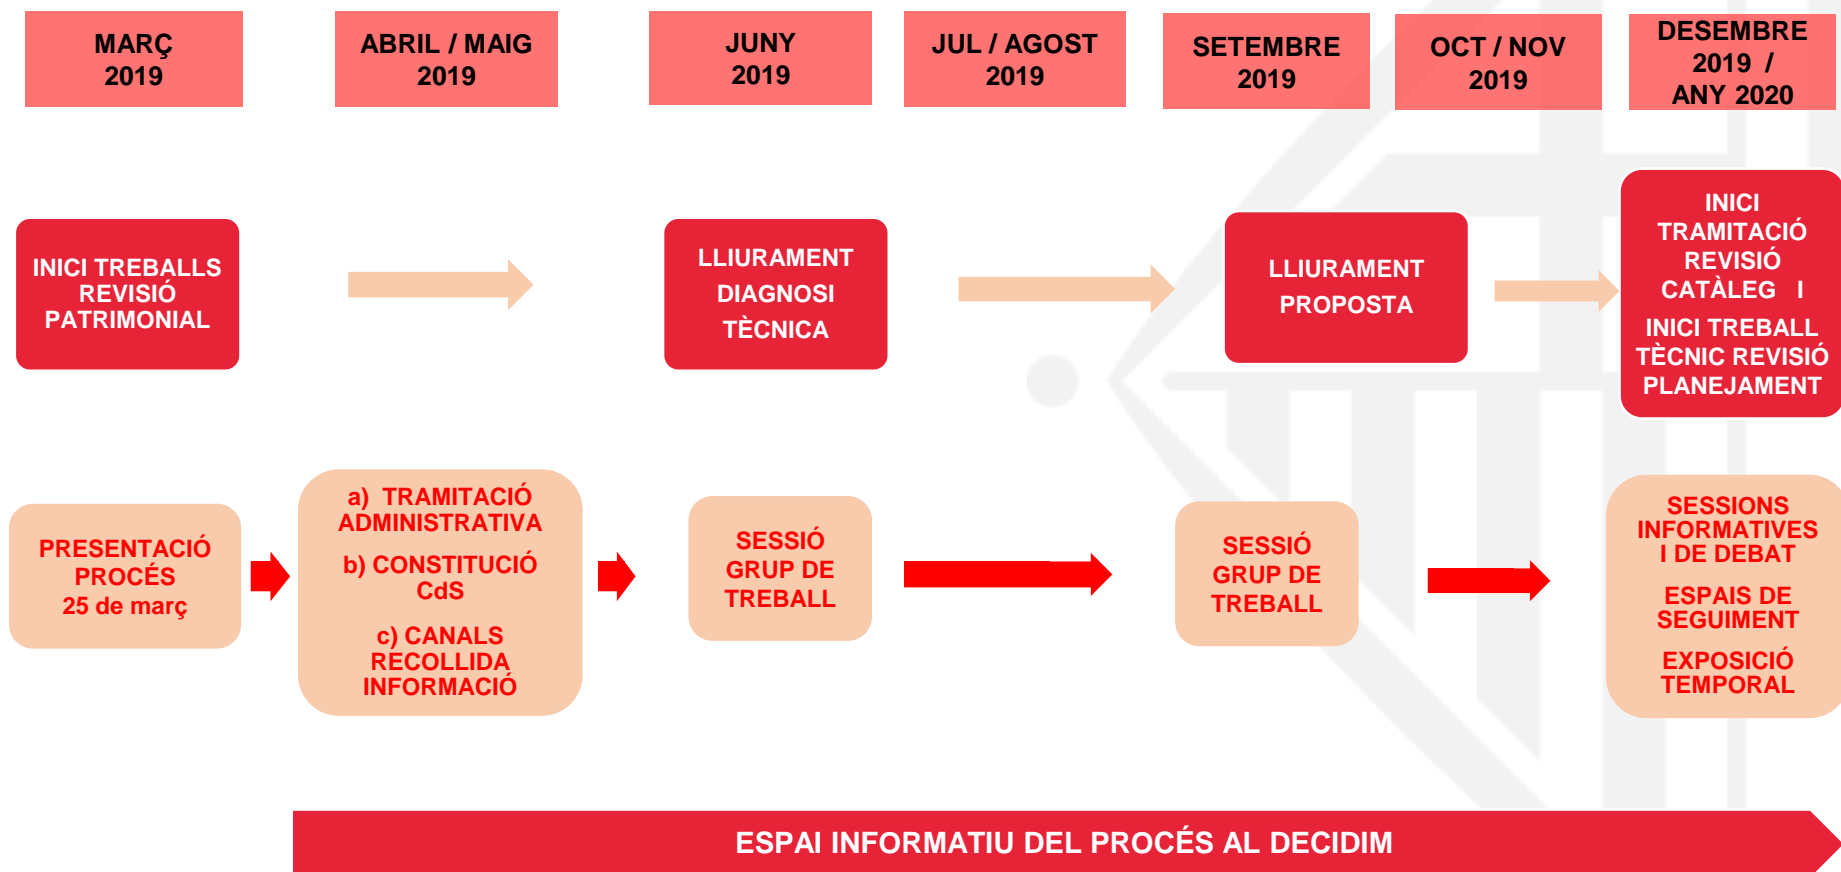 MARÇ
2019
ABRIL / MAIG
2019
JUNY
2019
JUL / AGOST
2019
SETEMBRE
2019
OCT / NOV
2019
DESEMBRE
2019 /
ANY 2020
INICI TREBALLS
REVISIÓ
PATRIMONIAL
LLIURAMENT
DIAGNOSI
TÈCNICA
LLIURAMENT
PROPOSTA
INICI
TRAMITACIÓ
REVISIÓ
CATÀLEG I
INICI TREBALL
TÈCNIC REVISIÓ
PLANEJAMENT
PRESENTACIÓ
PROCÉS
25 de març
a) TRAMITACIÓ
ADMINISTRATIVA
b) CONSTITUCIÓ
CdS
c) CANALS
RECOLLIDA
INFORMACIÓ
SESSIÓ
GRUP DE
TREBALL
SESSIÓ
GRUP DE
TREBALL
SESSIONS
INFORMATIVES
I DE DEBAT
ESPAIS DE
SEGUIMENT
EXPOSICIÓ
TEMPORAL
ESPAI INFORMATIU DEL PROCÉS AL DECIDIM